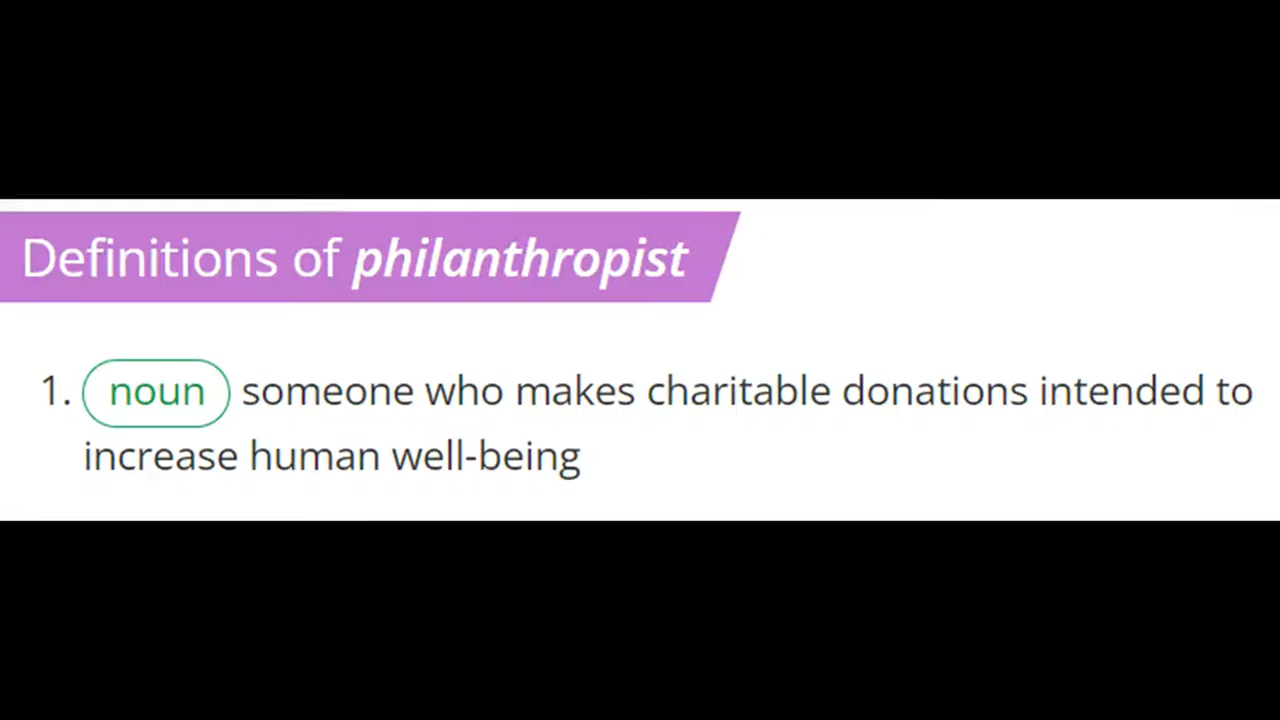 Definitions of philanthropist
1. noun someone who makes charitable donations intended to
increase human well-being